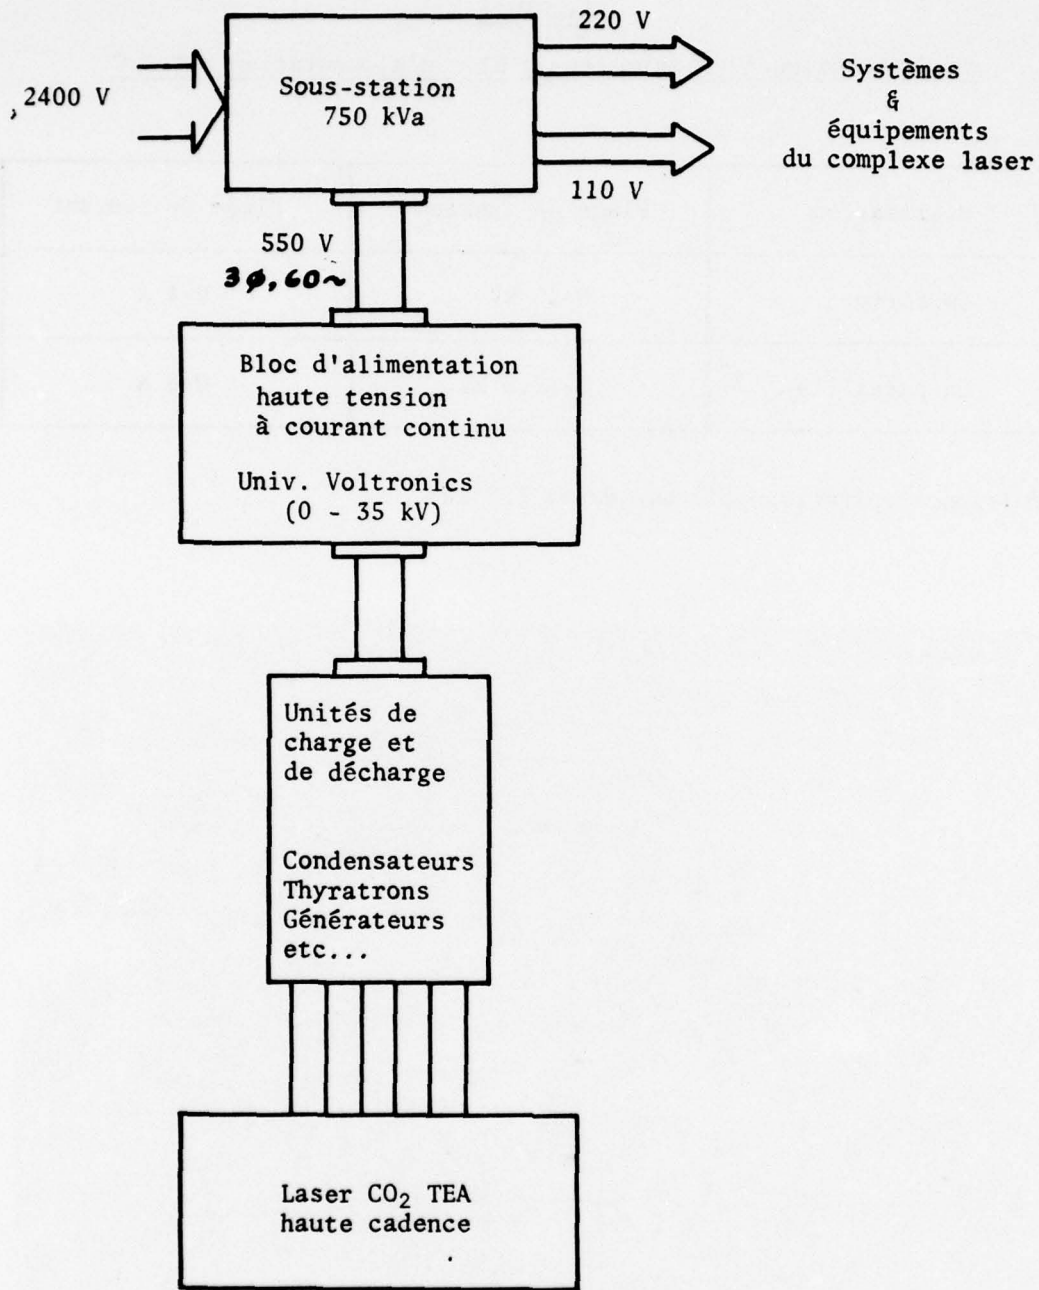 220 V
, 2400 V
Sous-station
750 kVa
110 V
Systèmes
&
équipements
du complexe laser
550 V
3ø, 60~
Bloc d'alimentation
haute tension
à courant continu
Univ. Voltronics
(0 - 35 kV)
Unités de
charge et
de décharge
Condensateurs
Thyratrons
Générateurs
etc...
Laser CO₂ TEA
haute cadence